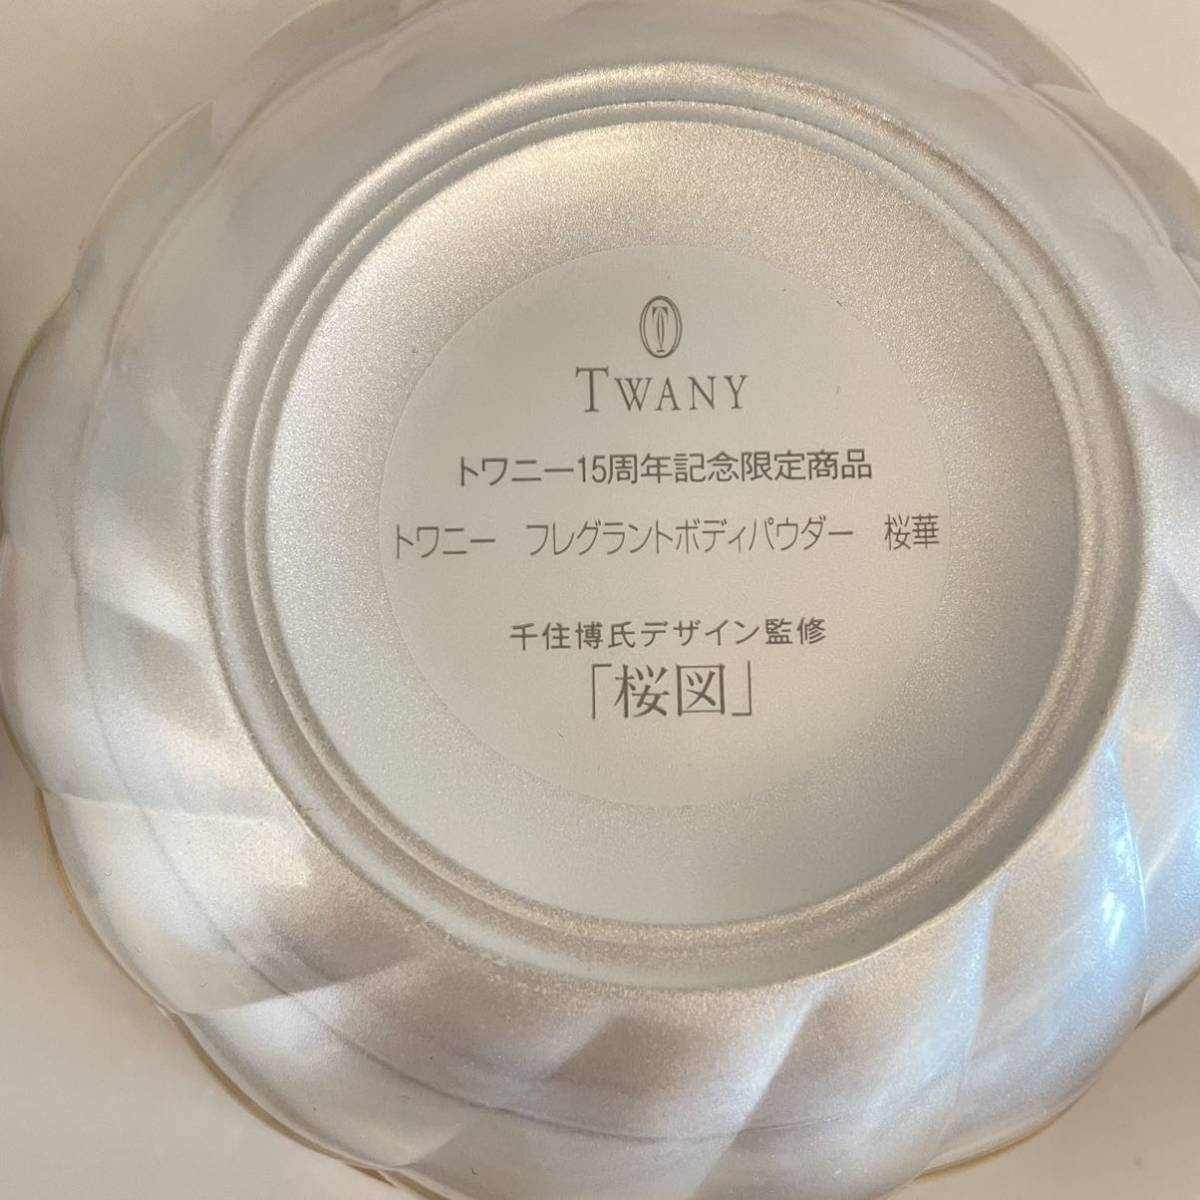 TWANY
トワニー15周年記念限定商品
トワニー　フレグラントボディパウダー　桜華
千住博氏デザイン監修
「桜図」